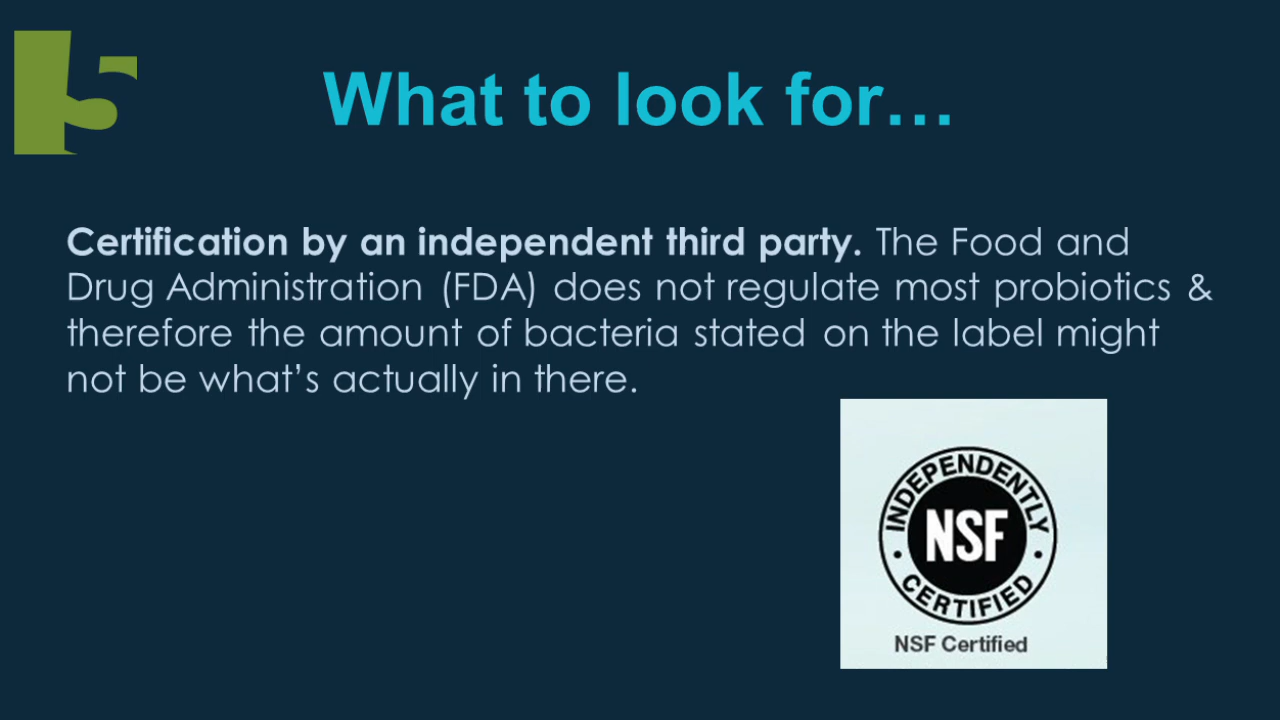 5
What to look for…
Certification by an independent third party. The Food and
Drug Administration (FDA) does not regulate most probiotics &
therefore the amount of bacteria stated on the label might
not be what’s actually in there.
INDEPENDENTLY
NSF
CERTIFIED
NSF Certified